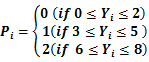 P_i = { 0 (if 0 ≤ Y_i ≤ 2)
1(if 3 ≤ Y_i ≤ 5 )
2(if 6 ≤ Y_i ≤ 8)